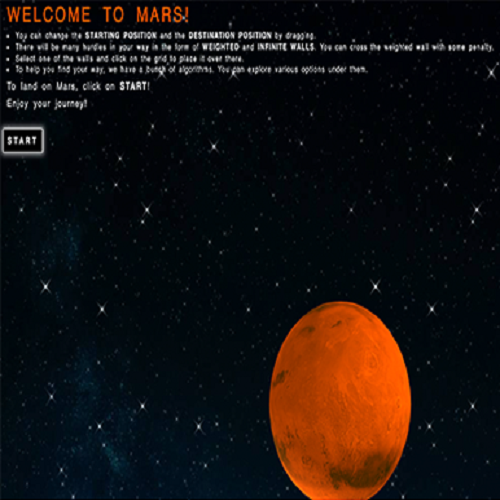 WELCOME TO MARS!
You can change the STARTING POSITION and the DESTINATION POSITION by dragging.
There will be many hurdles in your way in the form of WEIGHTED and INFINITE WALLS. You can cross the weighted wall with some penalty.
Select one of the walls and click on the grid to place it over there.
To help you find your way, we have a bunch of algorithms. You can explore various options under them.
To land on Mars, click on START!
Enjoy your journey!!
START